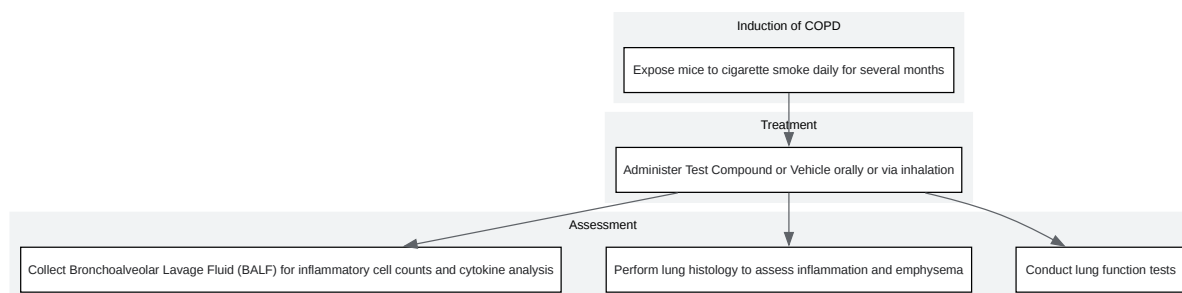 Induction of COPD
Expose mice to cigarette smoke daily for several months
Treatment
Administer Test Compound or Vehicle orally or via inhalation
Assessment
Collect Bronchoalveolar Lavage Fluid (BALF) for inflammatory cell counts and cytokine analysis
Perform lung histology to assess inflammation and emphysema
Conduct lung function tests